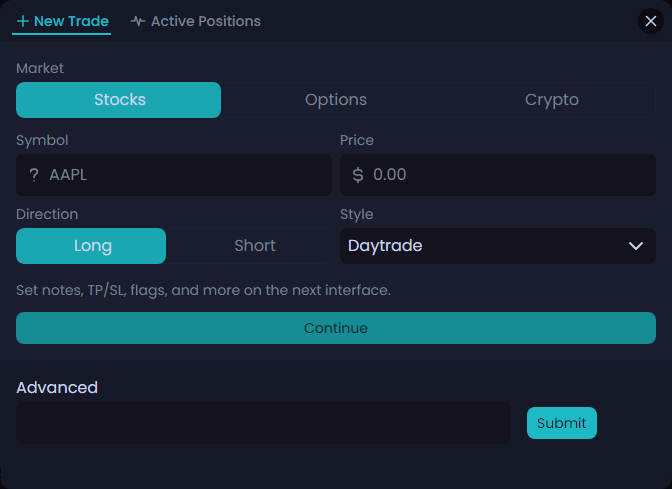 New Trade Active Positions
Market
Stocks Options Crypto
Symbol Price
? AAPL $ 0.00
Direction Style
Long Short Daytrade
Set notes, TP/SL, flags, and more on the next interface.
Continue
Advanced
Submit